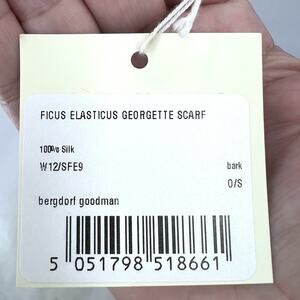 FICUS ELASTICUS GEORGETTE SCARF
100% Silk
W12/SFE9 bark
O/S
bergdorf goodman
5 051798 518661